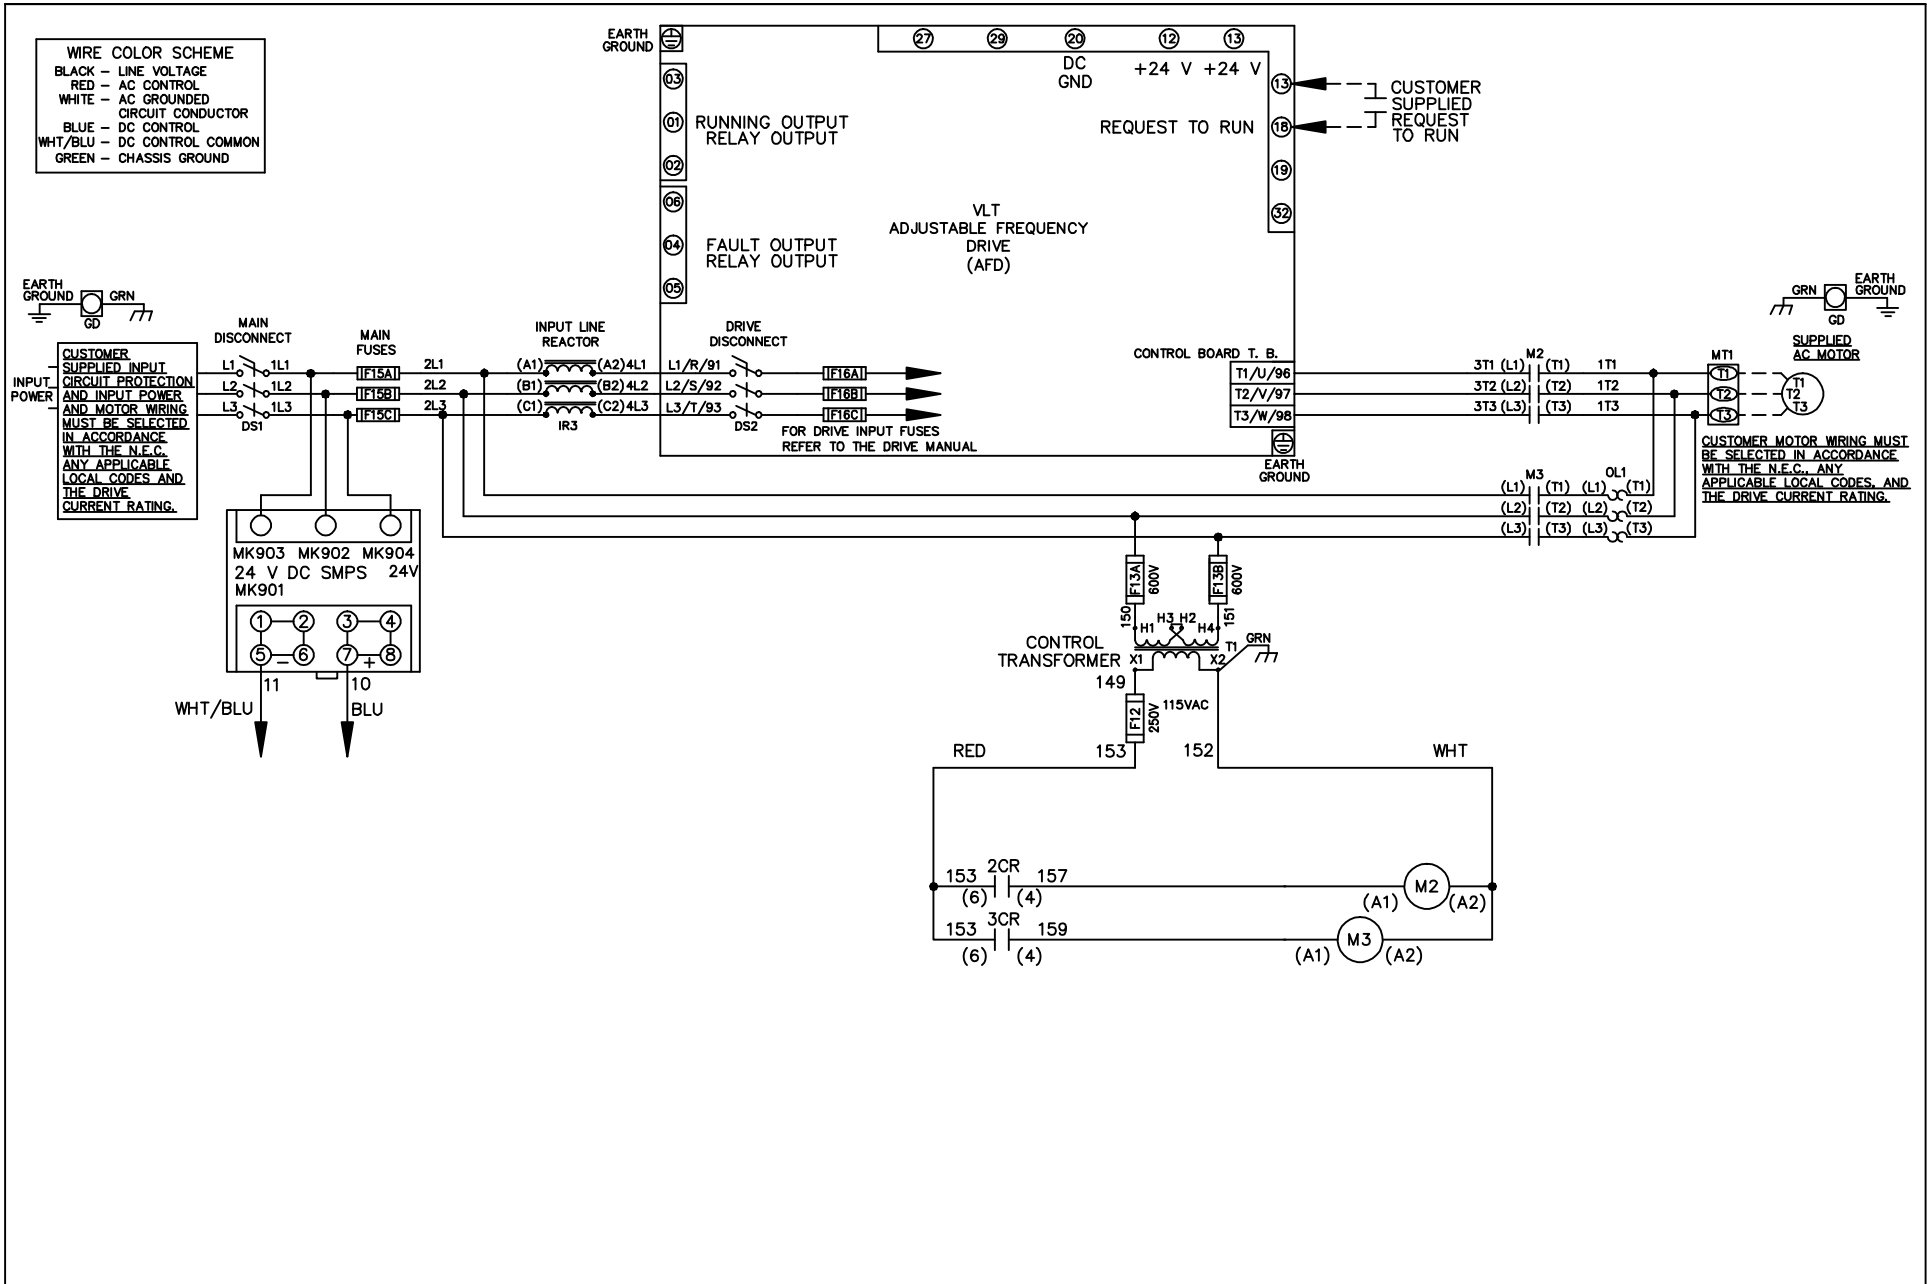 WIRE COLOR SCHEME
BLACK – LINE VOLTAGE
RED – AC CONTROL
WHITE – AC GROUNDED
CIRCUIT CONDUCTOR
BLUE – DC CONTROL
WHT/BLU – DC CONTROL COMMON
GREEN – CHASSIS GROUND
EARTH
GROUND
03
01
02
RUNNING OUTPUT
RELAY OUTPUT
06
04
05
FAULT OUTPUT
RELAY OUTPUT
27 29 20 12 13
DC
GND
+24 V +24 V
13
REQUEST TO RUN 18
19
32
CUSTOMER
SUPPLIED
REQUEST
TO RUN
VLT
ADJUSTABLE FREQUENCY
DRIVE
(AFD)
EARTH
GROUND
GRN
GD
INPUT
POWER
CUSTOMER
SUPPLIED INPUT
CIRCUIT PROTECTION
AND INPUT POWER
AND MOTOR WIRING
MUST BE SELECTED
IN ACCORDANCE
WITH THE N.E.C.
ANY APPLICABLE
LOCAL CODES AND
THE DRIVE
CURRENT RATING.
MAIN
DISCONNECT
L1 1L1
L2 1L2
L3 1L3
DS1
MAIN
FUSES
F15A 2L1
F15B 2L2
F15C 2L3
INPUT LINE
REACTOR
(A1) (A2) 4L1
(B1) (B2) 4L2
(C1) (C2) 4L3
IR3
DRIVE
DISCONNECT
L1/R/91
L2/S/92
L3/T/93
DS2
F16A
F16B
F16C
FOR DRIVE INPUT FUSES
REFER TO THE DRIVE MANUAL
CONTROL BOARD T. B.
T1/U/96
T2/V/97
T3/W/98
EARTH
GROUND
M2
3T1 (L1) (T1) 1T1
3T2 (L2) (T2) 1T2
3T3 (L3) (T3) 1T3
MT1
T1
T2
T3
T1
T2
T3
GRN
EARTH
GROUND
GD
SUPPLIED
AC MOTOR
CUSTOMER MOTOR WIRING MUST
BE SELECTED IN ACCORDANCE
WITH THE N.E.C., ANY
APPLICABLE LOCAL CODES, AND
THE DRIVE CURRENT RATING.
M3 OL1
(L1) (T1) (L1) (T1)
(L2) (T2) (L2) (T2)
(L3) (T3) (L3) (T3)
MK903 MK902 MK904
24 V DC SMPS 24V
MK901
1 2 3 4
5 – 6 7 + 8
11 10
WHT/BLU BLU
F13A 600V
F13B 600V
150 151
H1 H3 H2 H4
CONTROL
TRANSFORMER
X1 X2 T1 GRN
149
F12 250V 115VAC
RED 153 152 WHT
2CR
153 157
(6) (4)
M2
(A1) (A2)
3CR
153 159
(6) (4)
M3
(A1) (A2)